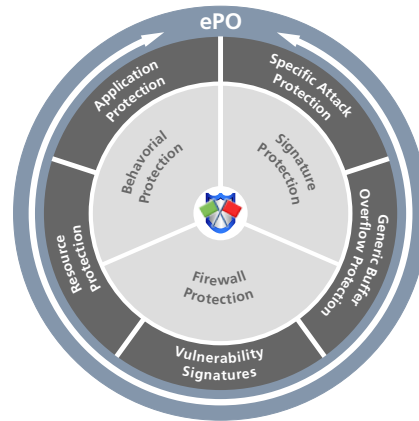 ePO
Application
Protection
Specific Attack
Protection
Behavorial
Protection
Signature
Protection
Resource
Protection
Generic Buffer
Overflow Protection
Firewall
Protection
Vulnerability
Signatures